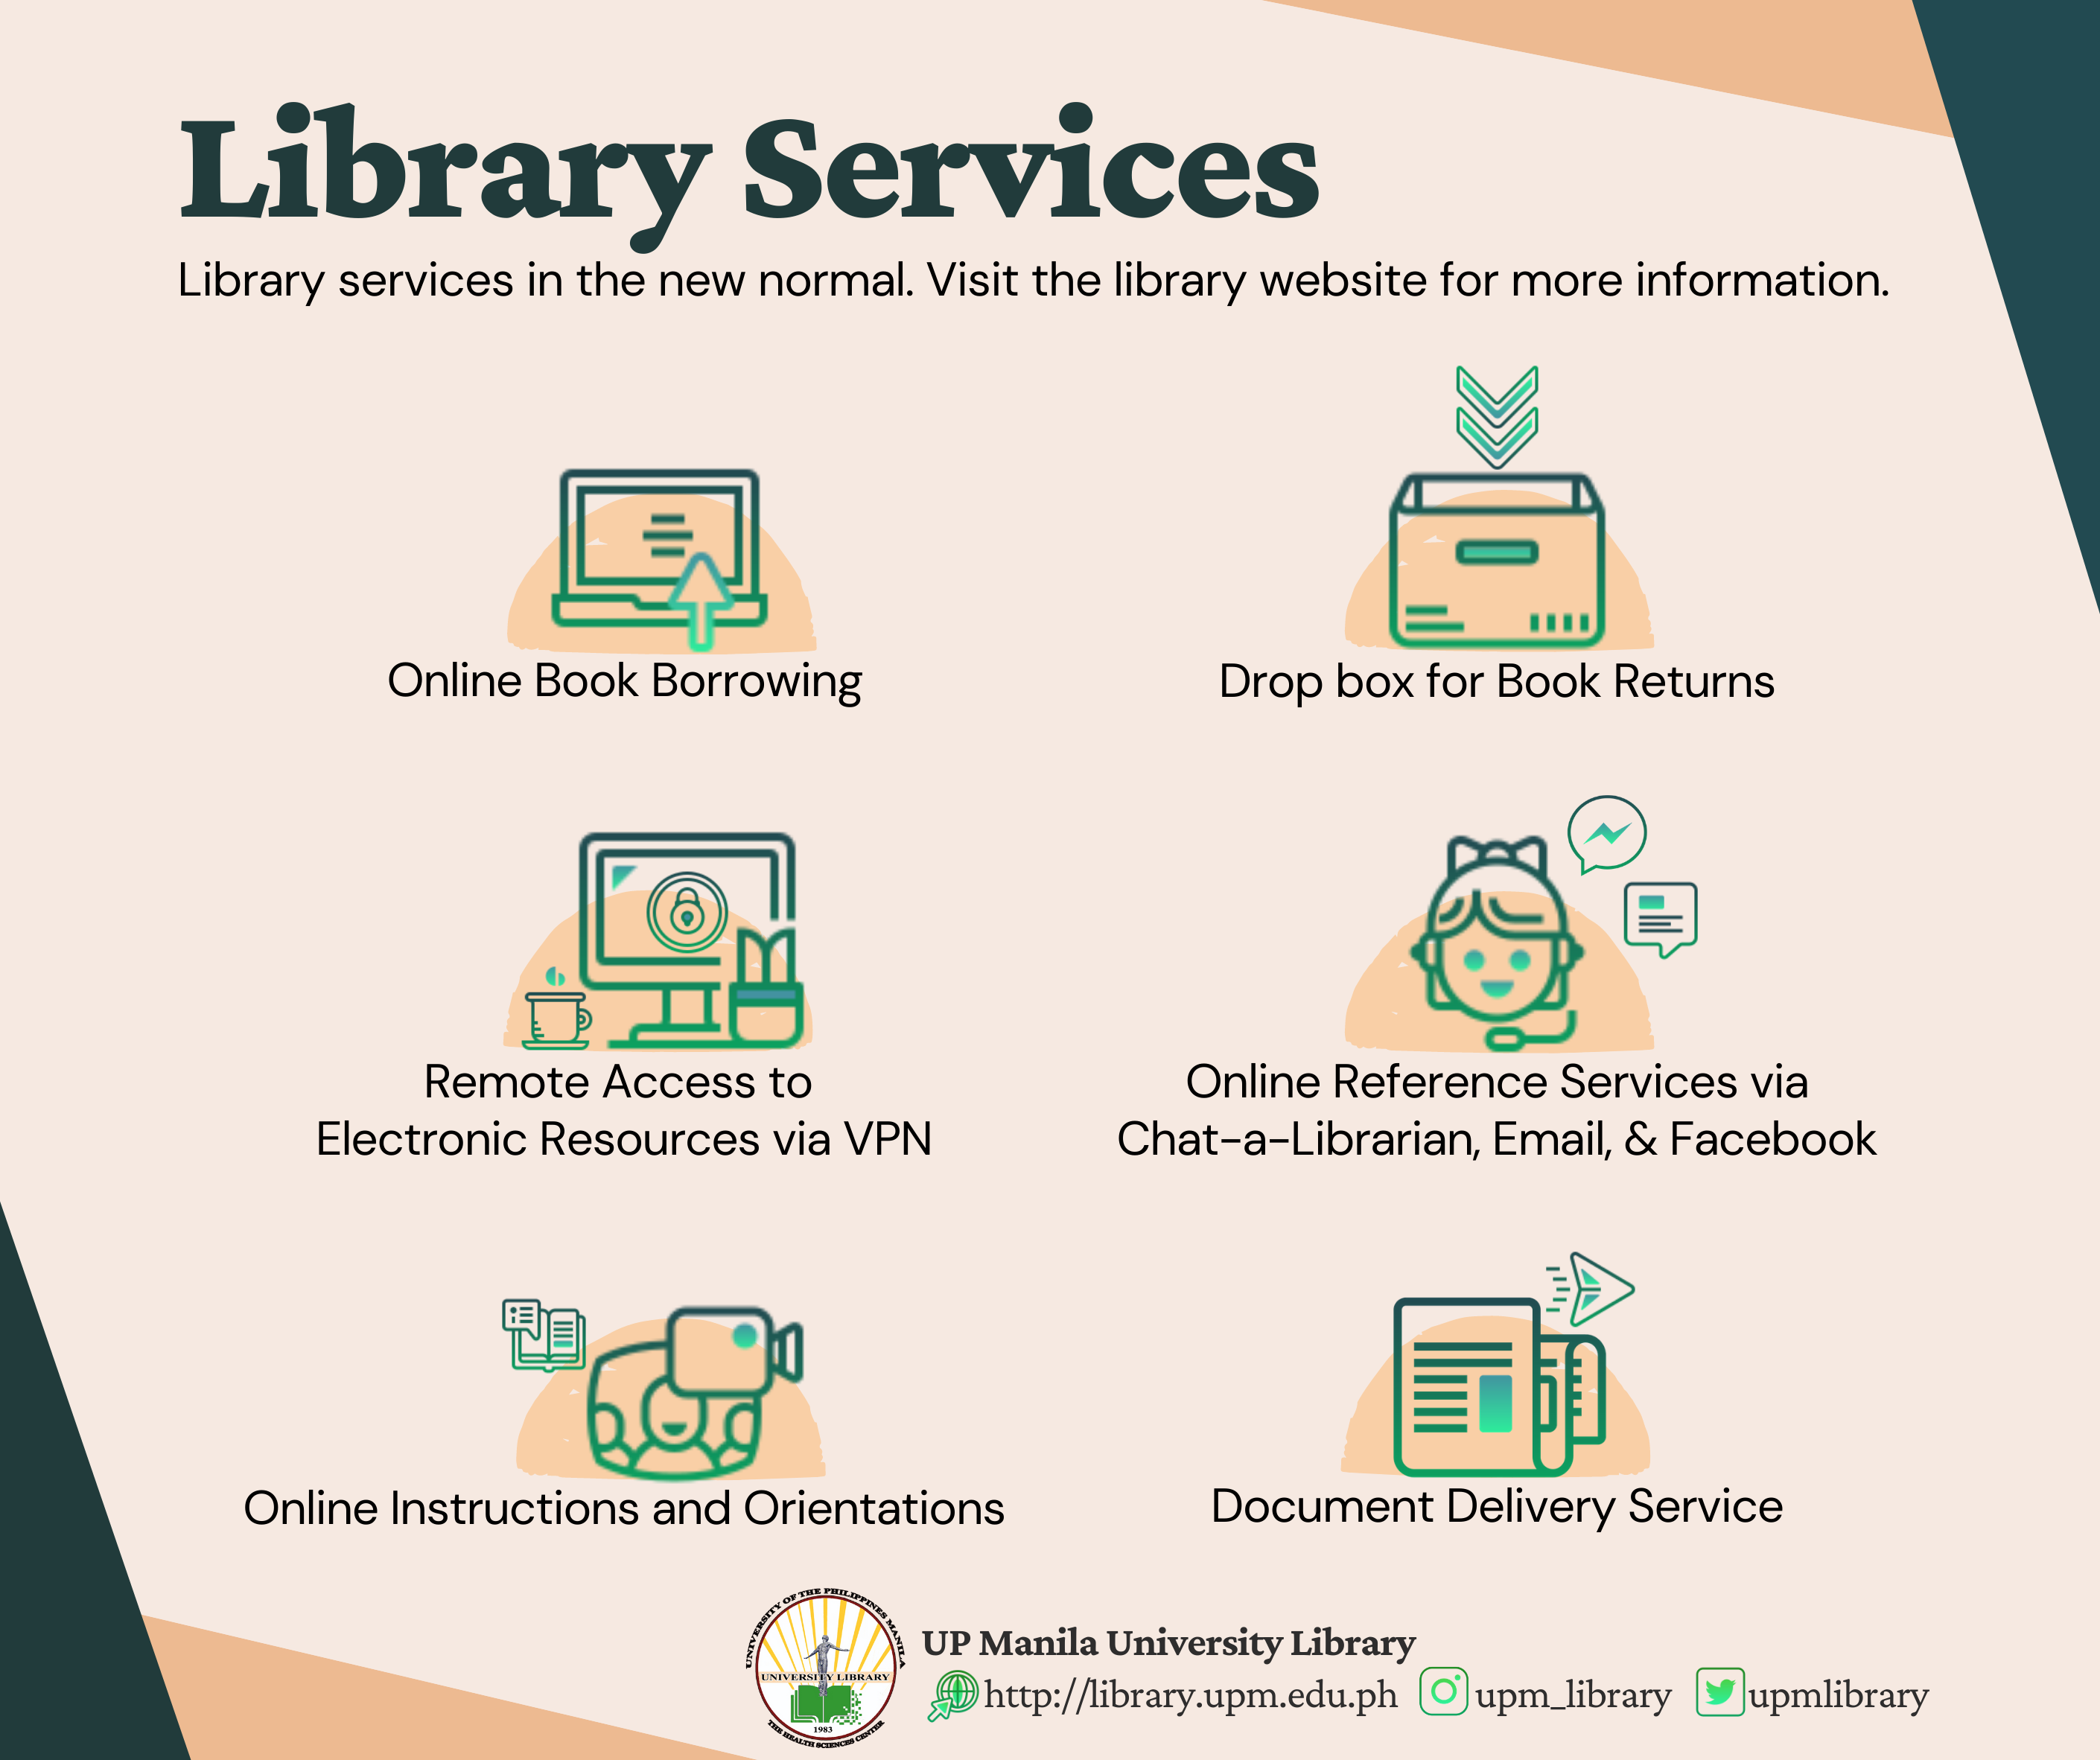 Library Services
Library services in the new normal. Visit the library website for more information.
Online Book Borrowing
Drop box for Book Returns
Remote Access to
Electronic Resources via VPN
Online Reference Services via
Chat-a-Librarian, Email, & Facebook
Online Instructions and Orientations
Document Delivery Service
UNIVERSITY OF THE PHILIPPINES MANILA
UNIVERSITY LIBRARY
1983
THE HEALTH SCIENCES CENTER
UP Manila University Library
http://library.upm.edu.ph upm_library upmlibrary